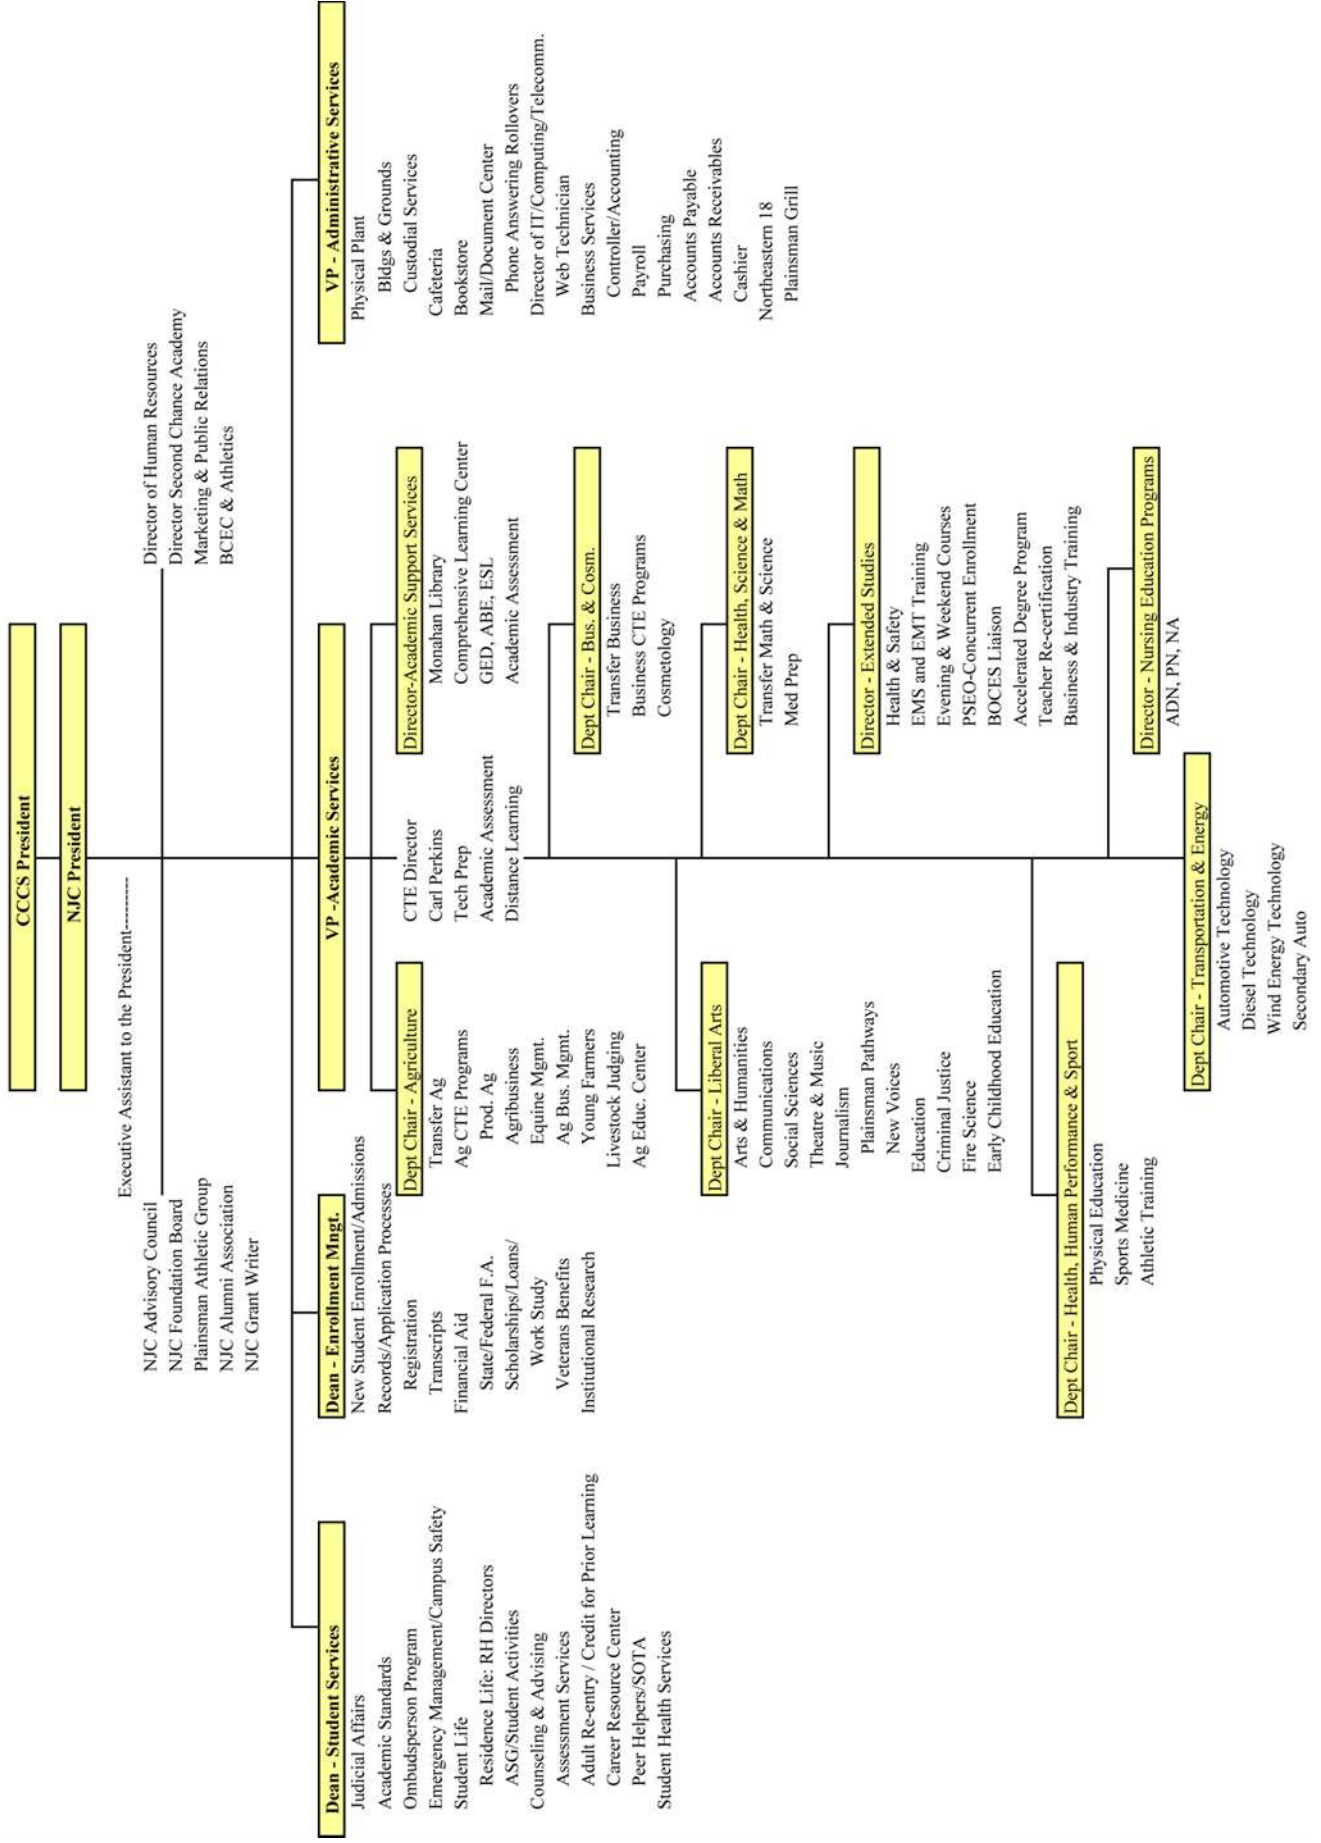 CCCS President
NJC President
Executive Assistant to the President---------
NJC Advisory Council
NJC Foundation Board
Plainsman Athletic Group
NJC Alumni Association
NJC Grant Writer
Director of Human Resources
Director Second Chance Academy
Marketing & Public Relations
BCEC & Athletics
Dean - Student Services
Judicial Affairs
Academic Standards
Ombudsperson Program
Emergency Management/Campus Safety
Student Life
Residence Life: RH Directors
ASG/Student Activities
Counseling & Advising
Assessment Services
Adult Re-entry / Credit for Prior Learning
Career Resource Center
Peer Helpers/SOTA
Student Health Services
Dean - Enrollment Mngt.
New Student Enrollment/Admissions
Records/Application Processes
Registration
Transcripts
Financial Aid
State/Federal F.A.
Scholarships/Loans/
Work Study
Veterans Benefits
Institutional Research
VP -Academic Services
Dept Chair - Agriculture
Transfer Ag
Ag CTE Programs
Prod. Ag
Agribusiness
Equine Mgmt.
Ag Bus. Mgmt.
Young Farmers
Livestock Judging
Ag Educ. Center
CTE Director
Carl Perkins
Tech Prep
Academic Assessment
Distance Learning
Director-Academic Support Services
Monahan Library
Comprehensive Learning Center
GED, ABE, ESL
Academic Assessment
Dept Chair - Bus. & Cosm.
Transfer Business
Business CTE Programs
Cosmetology
Dept Chair - Liberal Arts
Arts & Humanities
Communications
Social Sciences
Theatre & Music
Journalism
Plainsman Pathways
New Voices
Education
Criminal Justice
Fire Science
Early Childhood Education
Dept Chair - Health, Science & Math
Transfer Math & Science
Med Prep
Director - Extended Studies
Health & Safety
EMS and EMT Training
Evening & Weekend Courses
PSEO-Concurrent Enrollment
BOCES Liaison
Accelerated Degree Program
Teacher Re-certification
Business & Industry Training
Dept Chair - Health, Human Performance & Sport
Physical Education
Sports Medicine
Athletic Training
Director - Nursing Education Programs
ADN, PN, NA
Dept Chair - Transportation & Energy
Automotive Technology
Diesel Technology
Wind Energy Technology
Secondary Auto
VP - Administrative Services
Physical Plant
Bldgs & Grounds
Custodial Services
Cafeteria
Bookstore
Mail/Document Center
Phone Answering Rollovers
Director of IT/Computing/Telecomm.
Web Technician
Business Services
Controller/Accounting
Payroll
Purchasing
Accounts Payable
Accounts Receivables
Cashier
Northeastern 18
Plainsman Grill